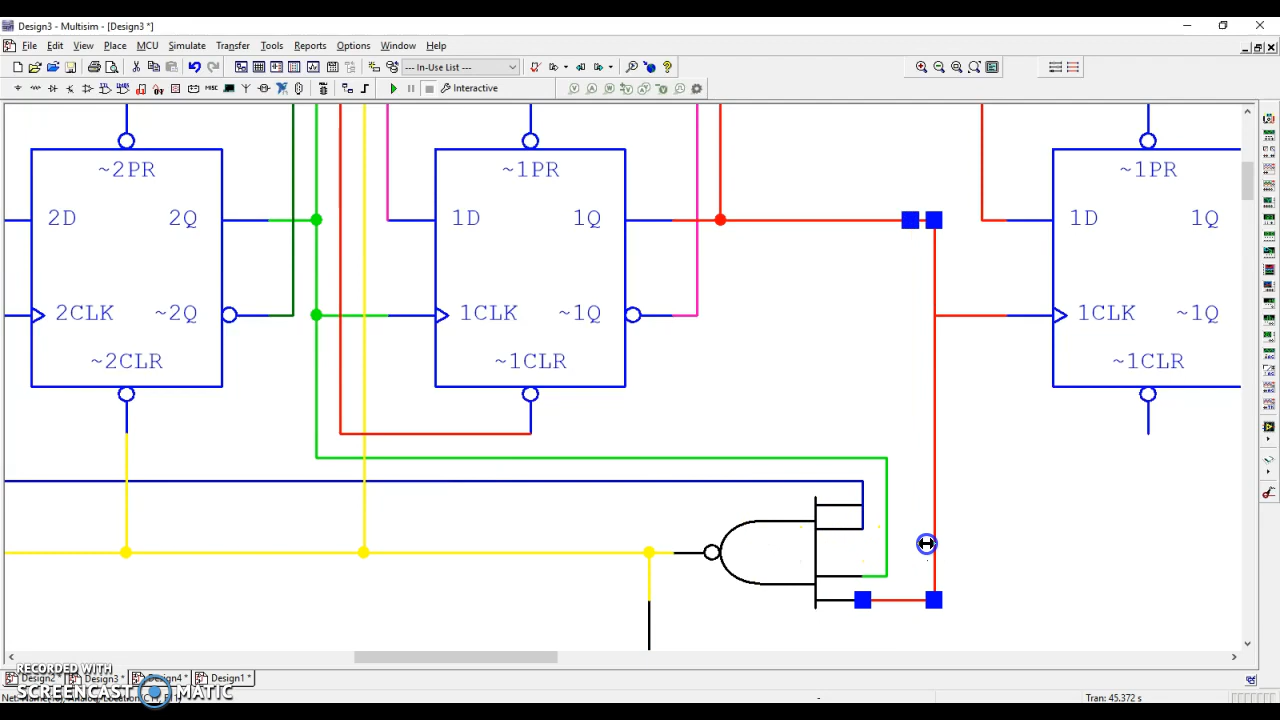 Design3 - Multisim - [Design3 *]
File Edit View Place MCU Simulate Transfer Tools Reports Options Window Help
--- In-Use List ---
Interactive
~2PR ~1PR ~1PR
2D 2Q 1D 1Q 1D 1Q
2CLK ~2Q 1CLK ~1Q 1CLK ~1Q
~2CLR ~1CLR ~1CLR
RECORDED WITH
Design2 * Design3 * Design4 * Design1 *
SCREENCAST MATIC
- Tran: 45.372 s